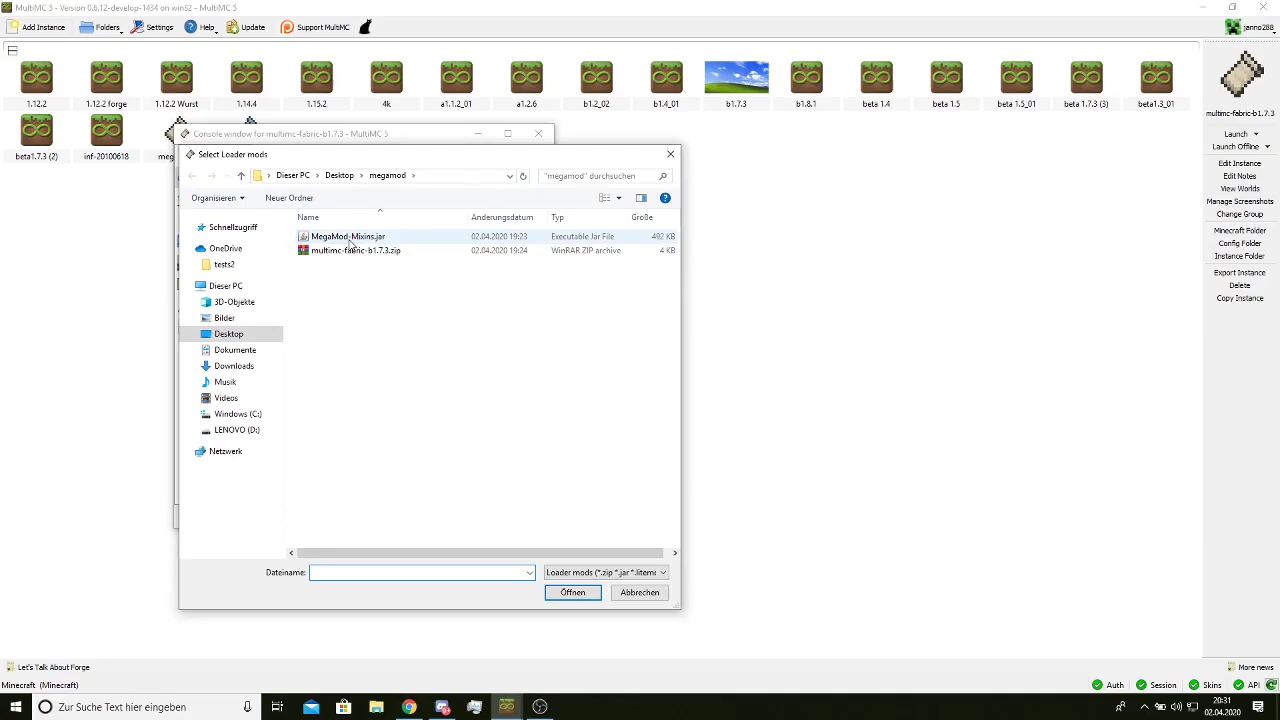 MultiMC 5 - Version 0.6.12-develop-1434 on win32 - MultiMC 5
Add Instance Folders Settings Help Update Support MultiMC janno288
1.12.2 1.12.2 forge 1.12.2 Wurst 1.14.4 1.15.2 4k a1.1.2_01 a1.2.6 b1.2_02 b1.4_01 b1.7.3 b1.8.1 beta 1.4 beta 1.5 beta 1.5_01 beta 1.7.3 (3) beta1.3_01
beta1.7.3 (2) inf-20100618 meg
multimc-fabric-b1.7.3
Launch
Launch Offline
Edit Instance
Edit Notes
View Worlds
Manage Screenshots
Change Group
Minecraft Folder
Config Folder
Instance Folder
Export Instance
Delete
Copy Instance
Console window for multimc-fabric-b1.7.3 - MultiMC 5
Select Loader mods
Dieser PC › Desktop › megamod › "megamod" durchsuchen
Organisieren Neuer Ordner
Name Änderungsdatum Typ Größe
MegaMod-Mixins.jar 02.04.2020 19:23 Executable Jar File 492 KB
multimc-fabric-b1.7.3.zip 02.04.2020 19:24 WinRAR ZIP archive 4 KB
Schnellzugriff
OneDrive
tests2
Dieser PC
3D-Objekte
Bilder
Desktop
Dokumente
Downloads
Musik
Videos
Windows (C:)
LENOVO (D:)
Netzwerk
Dateiname: Loader mods (*.zip *.jar *.litemc
Öffnen Abbrechen
Let's Talk About Forge More news
Minecraft (Minecraft) Auth Session Skins API
Zur Suche Text hier eingeben
20:31
02.04.2020